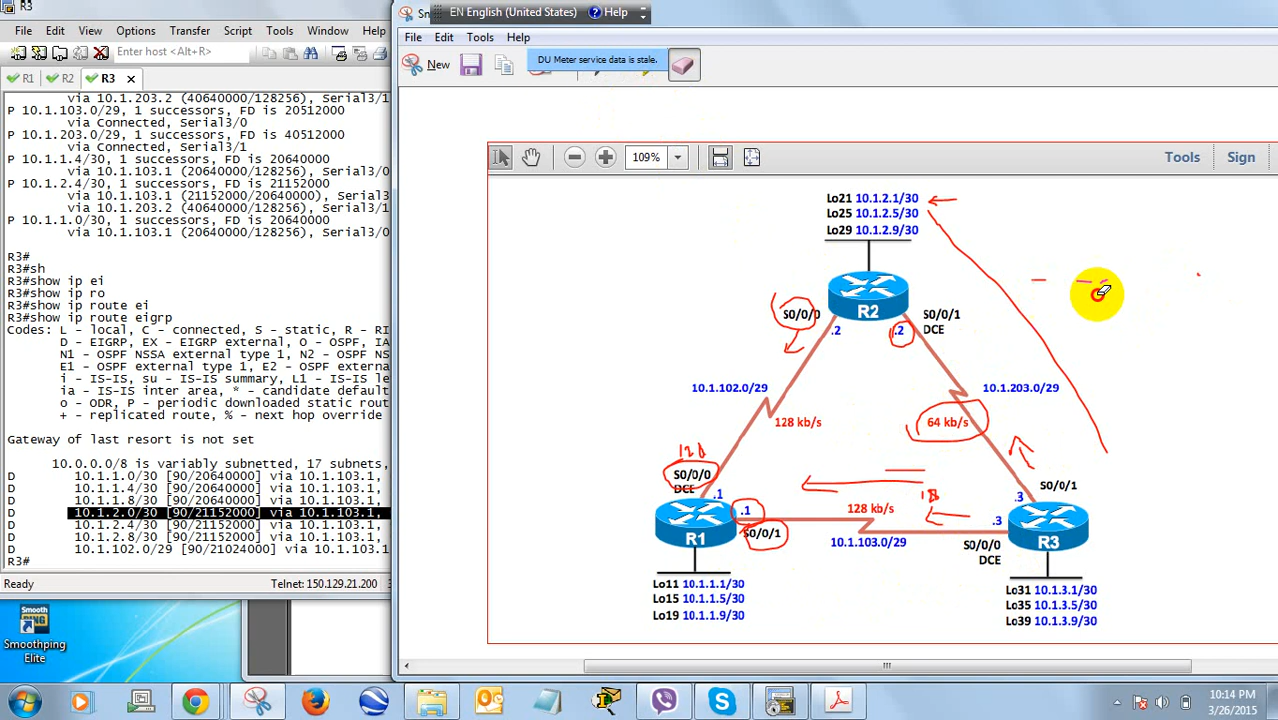 R3
File Edit View Options Transfer Script Tools Window Help
Enter host <Alt+R>
R1 R2 R3
via 10.1.203.2 (40640000/128256), Serial3/1
P 10.1.103.0/29, 1 successors, FD is 20512000
via Connected, Serial3/0
P 10.1.203.0/29, 1 successors, FD is 40512000
via Connected, Serial3/1
P 10.1.1.4/30, 1 successors, FD is 20640000
via 10.1.103.1 (20640000/128256), Serial3/0
P 10.1.2.4/30, 1 successors, FD is 21152000
via 10.1.103.1 (21152000/20640000), Serial3
via 10.1.203.2 (40640000/128256), Serial3/1
P 10.1.1.0/30, 1 successors, FD is 20640000
via 10.1.103.1 (20640000/128256), Serial3/0
R3#
R3#sh
R3#show ip ei
R3#show ip ro
R3#show ip route ei
R3#show ip route eigrp
Codes: L - local, C - connected, S - static, R - RI
D - EIGRP, EX - EIGRP external, O - OSPF, IA
N1 - OSPF NSSA external type 1, N2 - OSPF N
E1 - OSPF external type 1, E2 - OSPF extern
i - IS-IS, su - IS-IS summary, L1 - IS-IS le
ia - IS-IS inter area, * - candidate default
o - ODR, P - periodic downloaded static rout
+ - replicated route, % - next hop override
Gateway of last resort is not set
10.0.0.0/8 is variably subnetted, 17 subnets,
D 10.1.1.0/30 [90/20640000] via 10.1.103.1,
D 10.1.1.4/30 [90/20640000] via 10.1.103.1,
D 10.1.1.8/30 [90/20640000] via 10.1.103.1,
D 10.1.2.0/30 [90/21152000] via 10.1.103.1,
D 10.1.2.4/30 [90/21152000] via 10.1.103.1,
D 10.1.2.8/30 [90/21152000] via 10.1.103.1,
D 10.1.102.0/29 [90/21024000] via 10.1.103.1
R3#
Ready Telnet: 150.129.21.200
Smoothping
Elite
EN English (United States) Help
File Edit Tools Help
New
DU Meter service data is stale.
109% Tools Sign
Lo21 10.1.2.1/30
Lo25 10.1.2.5/30
Lo29 10.1.2.9/30
R2
S0/0/0
S0/0/1
DCE
.2
.2
10.1.102.0/29
10.1.203.0/29
128 kb/s
64 kb/s
S0/0/0
DCE
.1
.1
S0/0/1
R1
128 kb/s
10.1.103.0/29
S0/0/1
.3
.3
S0/0/0
DCE
R3
Lo11 10.1.1.1/30
Lo15 10.1.1.5/30
Lo19 10.1.1.9/30
Lo31 10.1.3.1/30
Lo35 10.1.3.5/30
Lo39 10.1.3.9/30
10:14 PM
3/26/2015